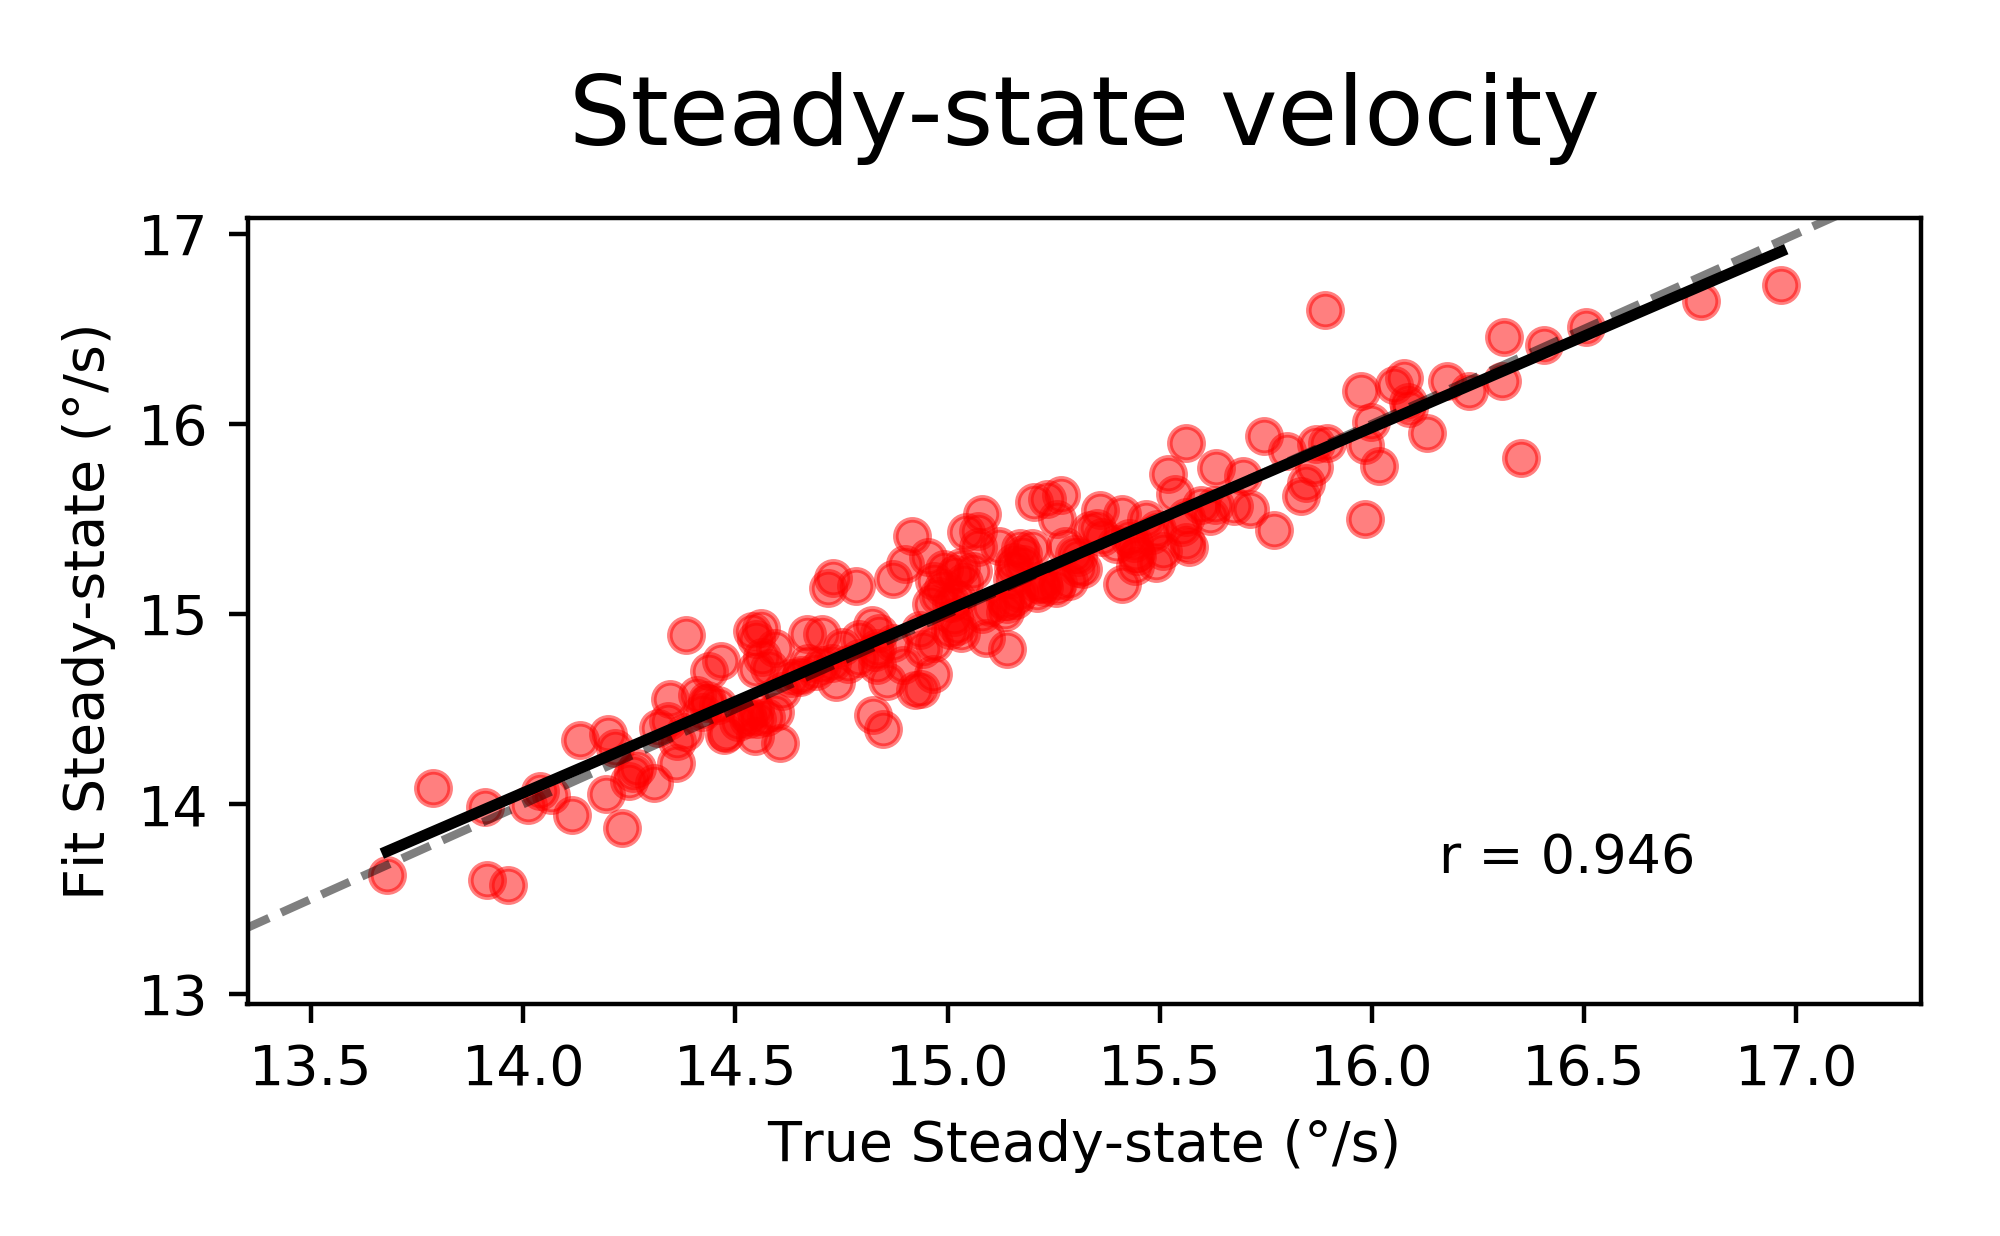 Steady-state velocity
17
16
15
14
13
Fit Steady-state (°/s)
r = 0.946
13.5 14.0 14.5 15.0 15.5 16.0 16.5 17.0
True Steady-state (°/s)